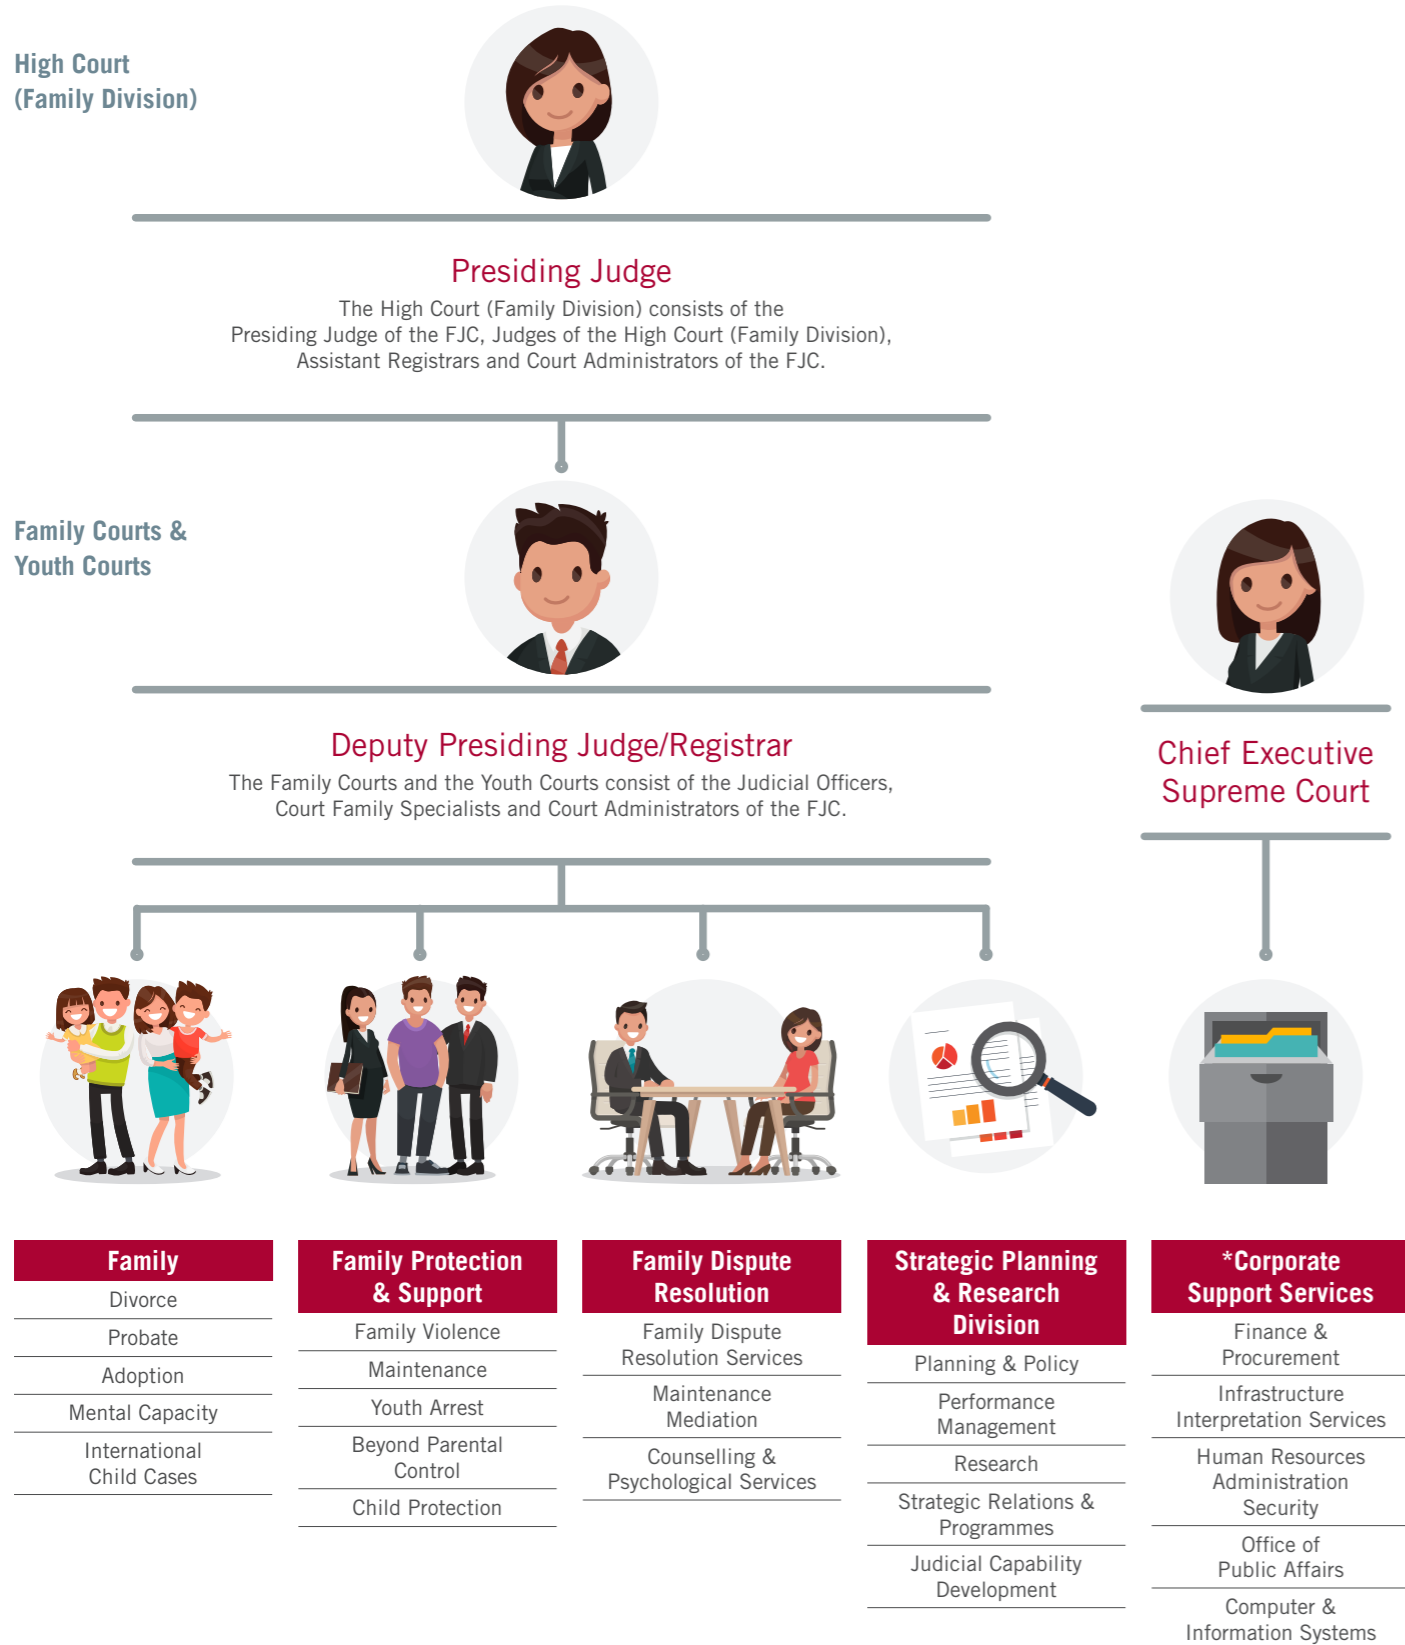 High Court
(Family Division)
Presiding Judge
The High Court (Family Division) consists of the
Presiding Judge of the FJC, Judges of the High Court (Family Division),
Assistant Registrars and Court Administrators of the FJC.
Family Courts &
Youth Courts
Deputy Presiding Judge/Registrar
The Family Courts and the Youth Courts consist of the Judicial Officers,
Court Family Specialists and Court Administrators of the FJC.
Chief Executive
Supreme Court
Family
Divorce
Probate
Adoption
Mental Capacity
International
Child Cases
Family Protection
& Support
Family Violence
Maintenance
Youth Arrest
Beyond Parental
Control
Child Protection
Family Dispute
Resolution
Family Dispute
Resolution Services
Maintenance
Mediation
Counselling &
Psychological Services
Strategic Planning
& Research
Division
Planning & Policy
Performance
Management
Research
Strategic Relations &
Programmes
Judicial Capability
Development
*Corporate
Support Services
Finance &
Procurement
Infrastructure
Interpretation Services
Human Resources
Administration
Security
Office of
Public Affairs
Computer &
Information Systems